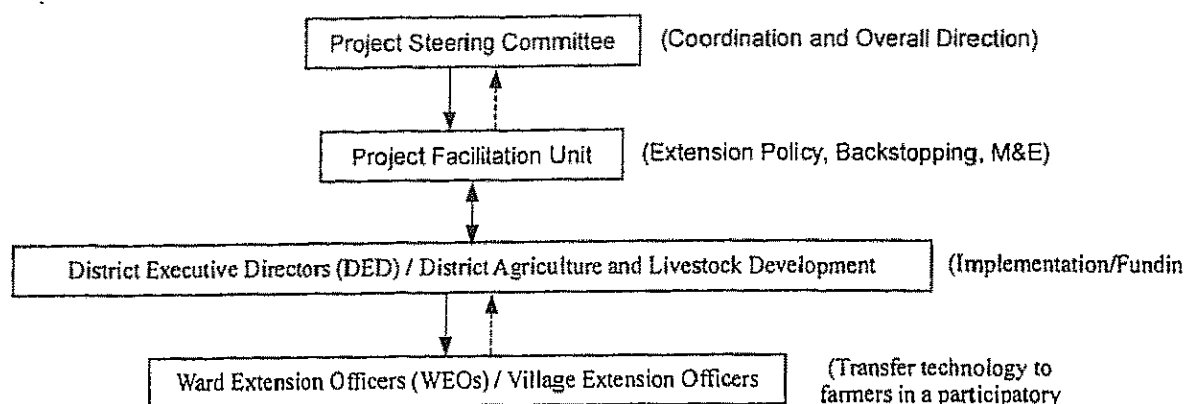 Project Steering Committee (Coordination and Overall Direction)
Project Facilitation Unit (Extension Policy, Backstopping, M&E)
District Executive Directors (DED) / District Agriculture and Livestock Development (Implementation/Fundin
Ward Extension Officers (WEOs) / Village Extension Officers (Transfer technology to
farmers in a participatory